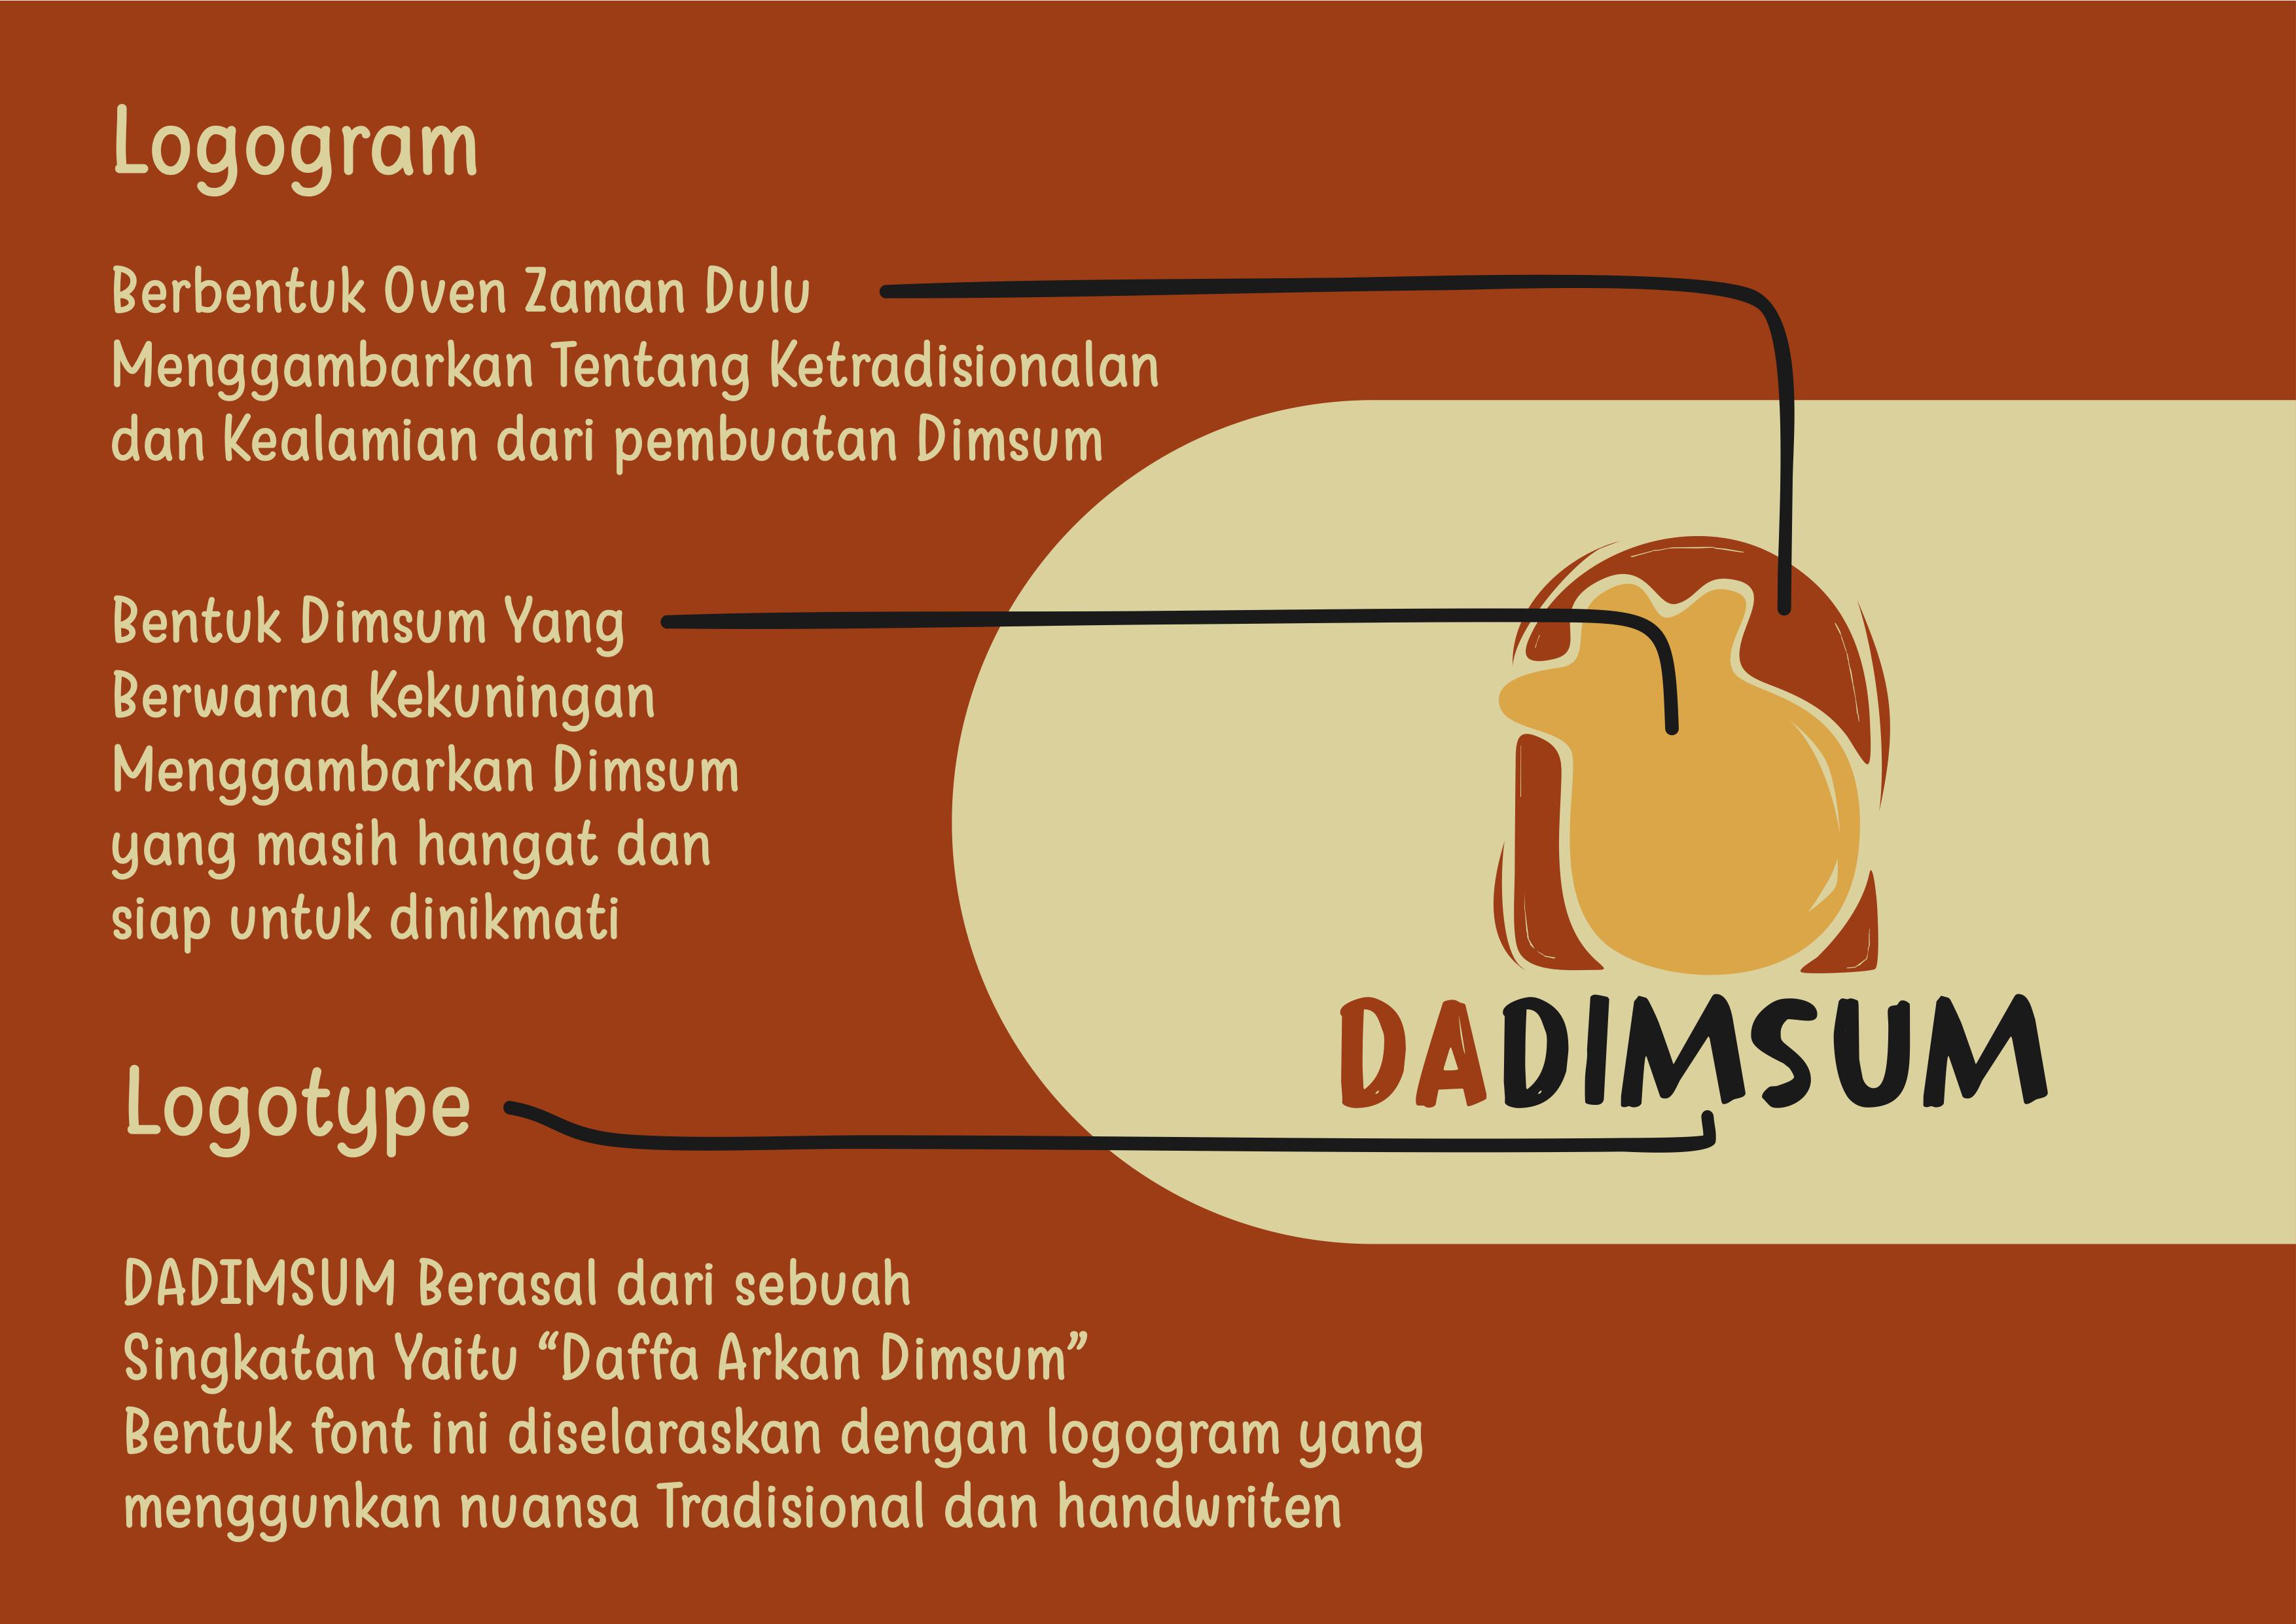 Logogram
Berbentuk Oven Zaman Dulu
Menggambarkan Tentang Ketradisionalan
dan Kealamian dari pembuatan Dimsum
Bentuk Dimsum Yang
Berwarna Kekuningan
Menggambarkan Dimsum
yang masih hangat dan
siap untuk dinikmati
DADIMSUM
Logotype
DADIMSUM Berasal dari sebuah
Singkatan Yaitu “Daffa Arkan Dimsum”
Bentuk font ini diselaraskan dengan logogram yang
menggunkan nuansa Tradisional dan handwriten